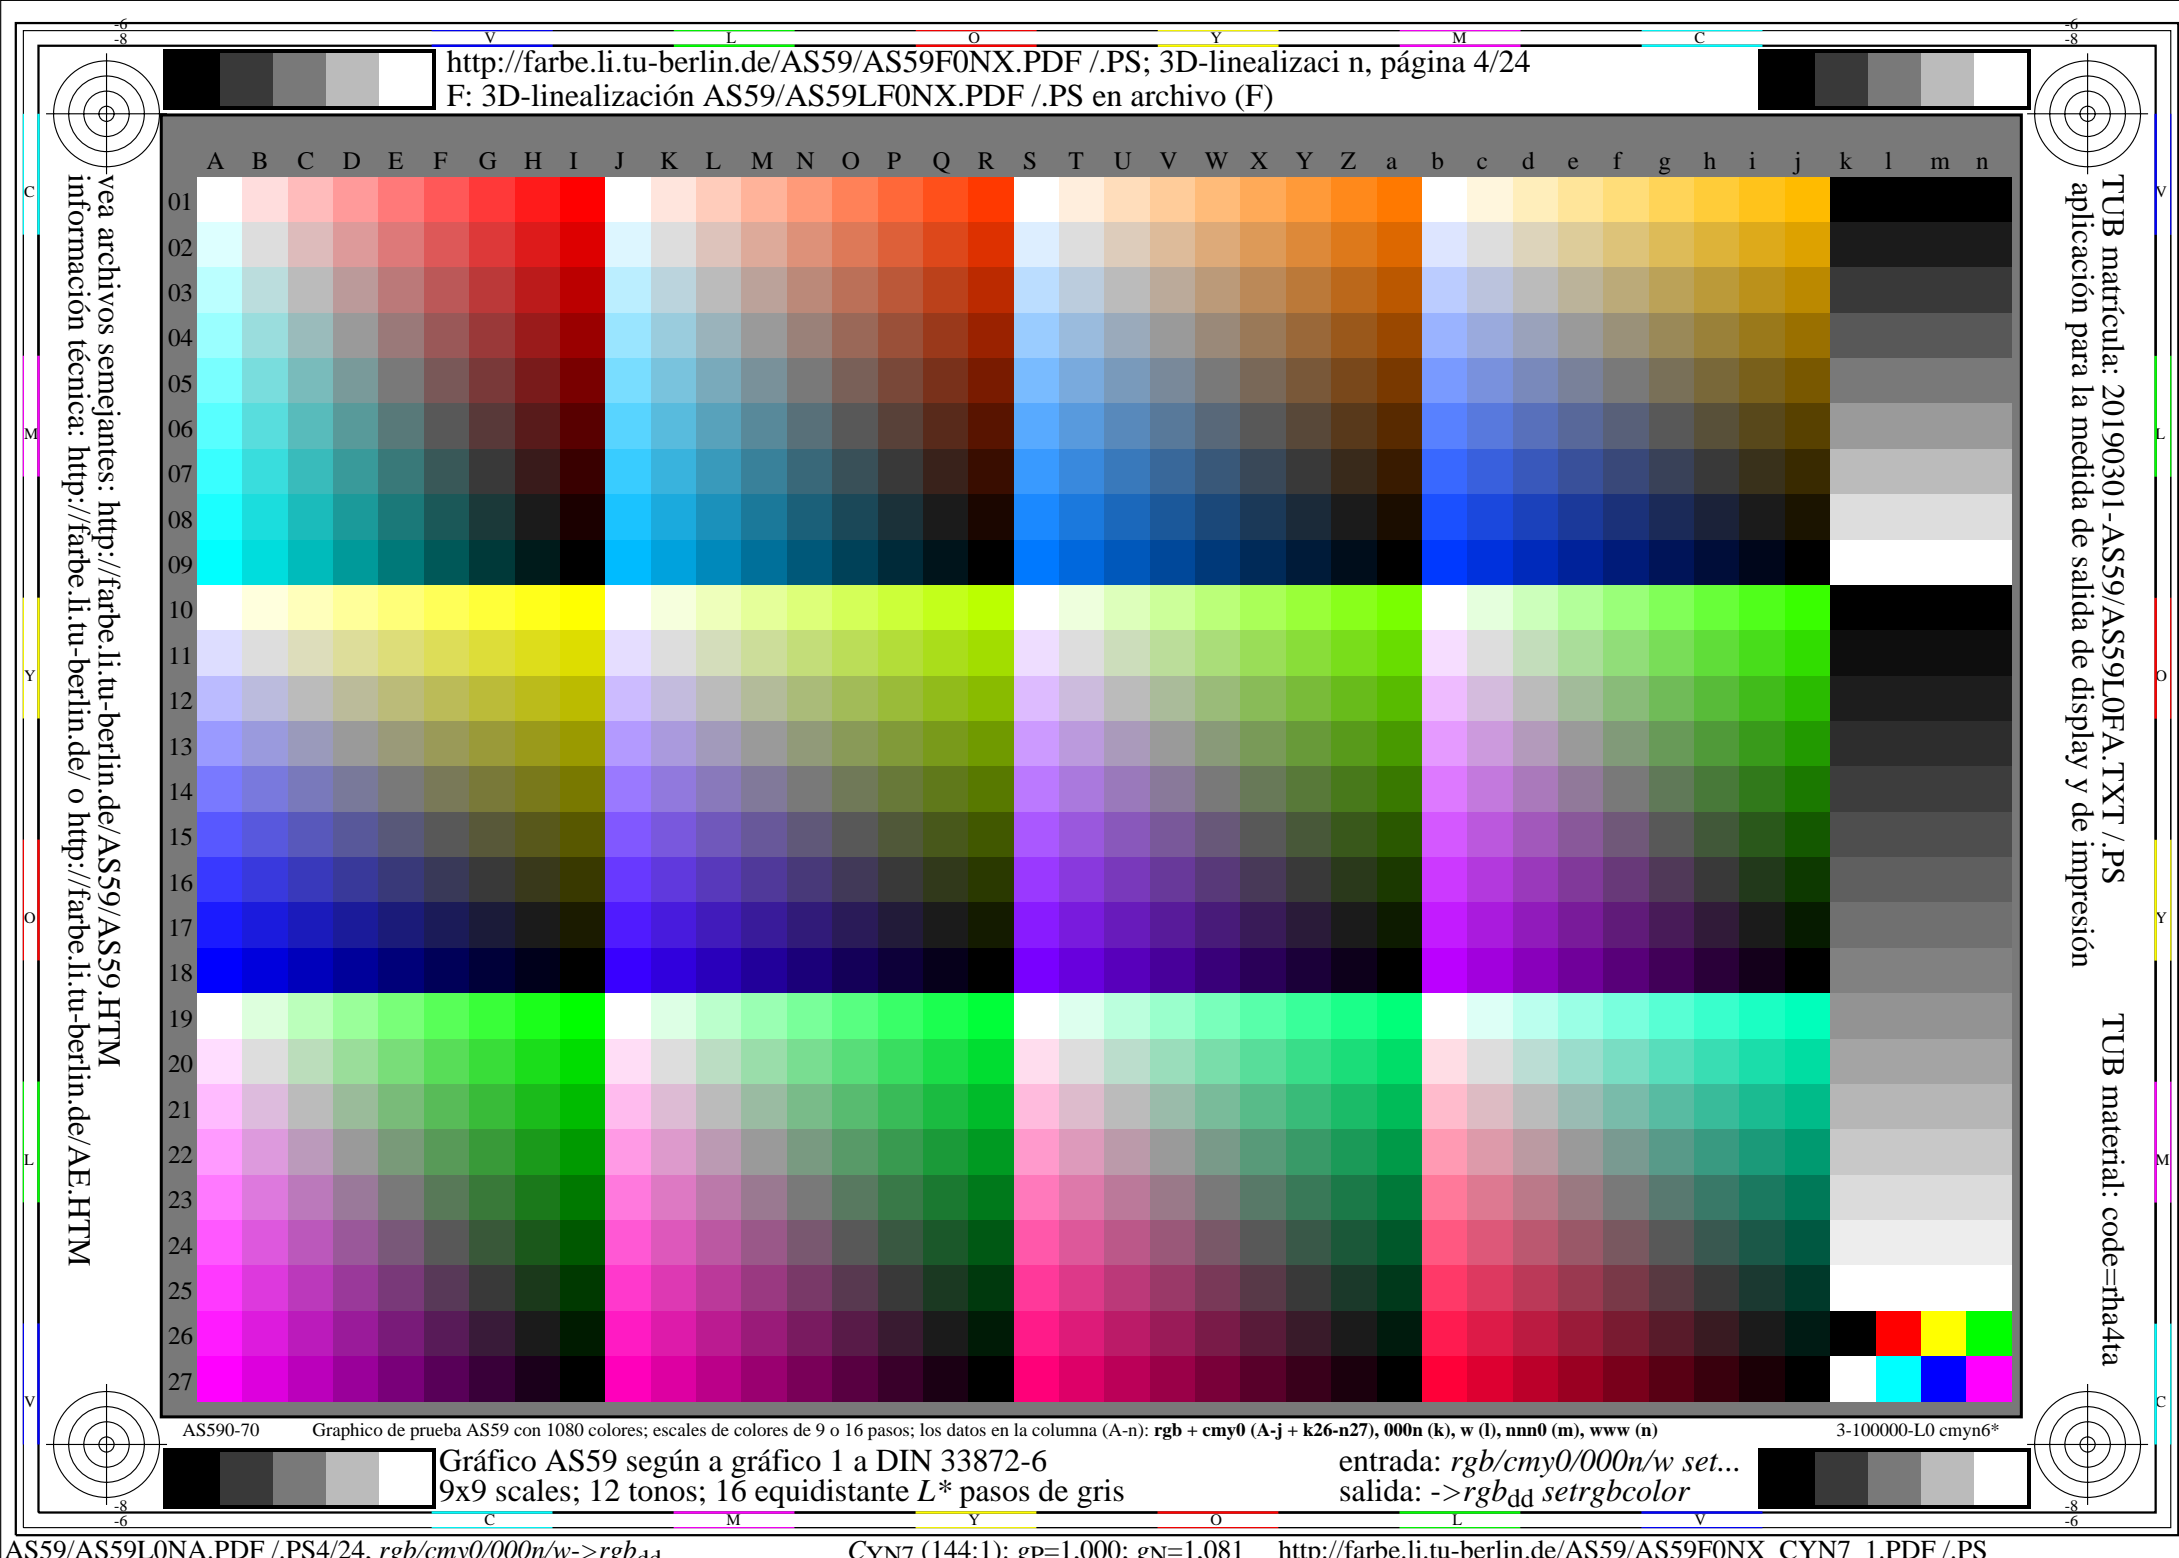 -6
-8
-6
-8
V L O Y M C
http://farbe.li.tu-berlin.de/AS59/AS59F0NX.PDF /.PS; 3D-linealizaci n, página 4/24
F: 3D-linealización AS59/AS59LF0NX.PDF /.PS en archivo (F)
A B C D E F G H I J K L M N O P Q R S T U V W X Y Z a b c d e f g h i j k l m n
01
02
03
04
05
06
07
08
09
10
11
12
13
14
15
16
17
18
19
20
21
22
23
24
25
26
27
C
M
Y
O
L
V
vea archivos semejantes: http://farbe.li.tu-berlin.de/AS59/AS59.HTM
información técnica: http://farbe.li.tu-berlin.de/ o http://farbe.li.tu-berlin.de/AE.HTM
TUB matrícula: 20190301-AS59/AS59L0FA.TXT /.PS
aplicación para la medida de salida de display y de impresión
TUB material: code=rha4ta
V
L
O
Y
M
C
AS590-70 Graphico de prueba AS59 con 1080 colores; escales de colores de 9 o 16 pasos; los datos en la columna (A-n): rgb + cmy0 (A-j + k26-n27), 000n (k), w (l), nnn0 (m), www (n) 3-100000-L0 cmyn6*
Gráfico AS59 según a gráfico 1 a DIN 33872-6
9x9 scales; 12 tonos; 16 equidistante L* pasos de gris
entrada: rgb/cmy0/000n/w set...
salida: ->rgbdd setrgbcolor
-8
-6
-8
-6
C M Y O L V
AS59/AS59L0NA.PDF /.PS4/24, rgb/cmy0/000n/w->rgbdd CYN7 (144:1): gP=1.000; gN=1.081 http://farbe.li.tu-berlin.de/AS59/AS59F0NX_CYN7_1.PDF /.PS